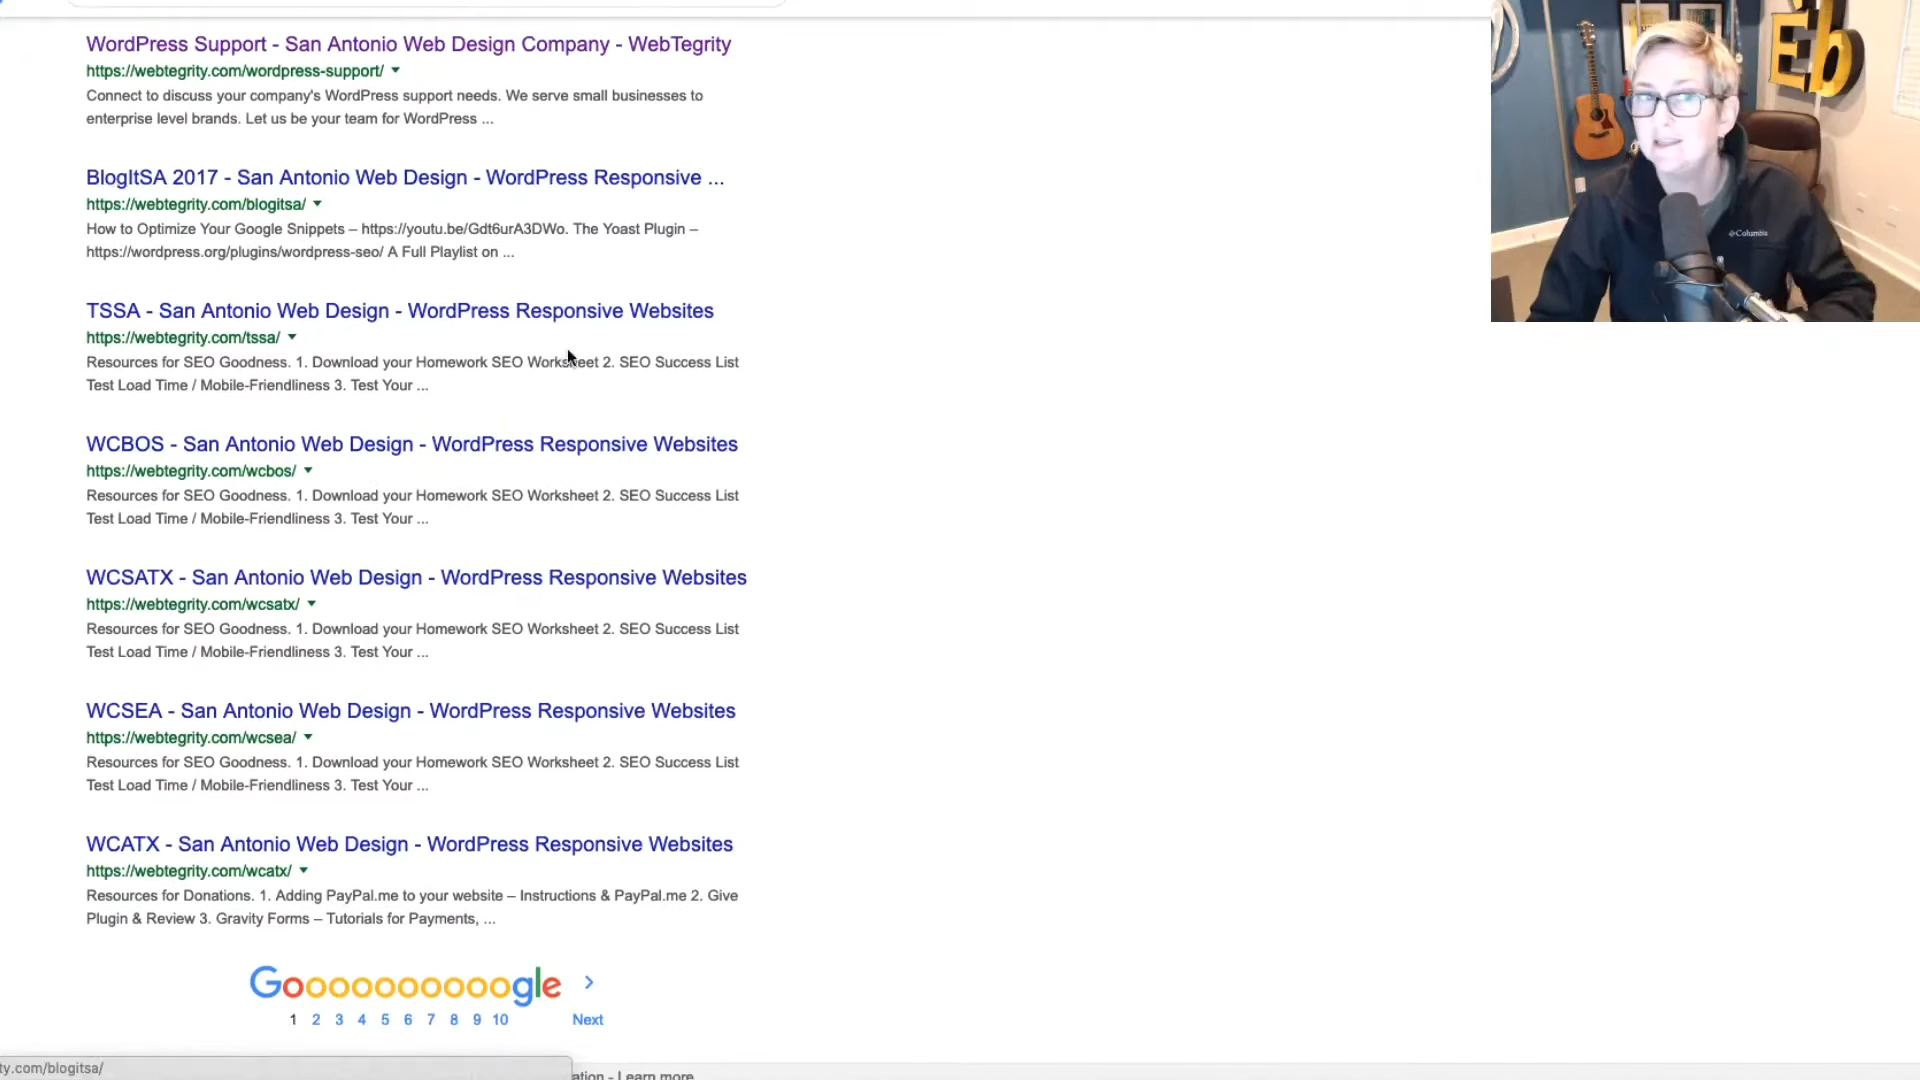 WordPress Support - San Antonio Web Design Company - WebTegrity
https://webtegrity.com/wordpress-support/
Connect to discuss your company's WordPress support needs. We serve small businesses to
enterprise level brands. Let us be your team for WordPress ...
BlogItSA 2017 - San Antonio Web Design - WordPress Responsive ...
https://webtegrity.com/blogitsa/
How to Optimize Your Google Snippets – https://youtu.be/Gdt6urA3DWo. The Yoast Plugin –
https://wordpress.org/plugins/wordpress-seo/ A Full Playlist on ...
TSSA - San Antonio Web Design - WordPress Responsive Websites
https://webtegrity.com/tssa/
Resources for SEO Goodness. 1. Download your Homework SEO Worksheet 2. SEO Success List
Test Load Time / Mobile-Friendliness 3. Test Your ...
WCBOS - San Antonio Web Design - WordPress Responsive Websites
https://webtegrity.com/wcbos/
Resources for SEO Goodness. 1. Download your Homework SEO Worksheet 2. SEO Success List
Test Load Time / Mobile-Friendliness 3. Test Your ...
WCSATX - San Antonio Web Design - WordPress Responsive Websites
https://webtegrity.com/wcsatx/
Resources for SEO Goodness. 1. Download your Homework SEO Worksheet 2. SEO Success List
Test Load Time / Mobile-Friendliness 3. Test Your ...
WCSEA - San Antonio Web Design - WordPress Responsive Websites
https://webtegrity.com/wcsea/
Resources for SEO Goodness. 1. Download your Homework SEO Worksheet 2. SEO Success List
Test Load Time / Mobile-Friendliness 3. Test Your ...
WCATX - San Antonio Web Design - WordPress Responsive Websites
https://webtegrity.com/wcatx/
Resources for Donations. 1. Adding PayPal.me to your website – Instructions & PayPal.me 2. Give
Plugin & Review 3. Gravity Forms – Tutorials for Payments, ...
Goooooooooogle >
1 2 3 4 5 6 7 8 9 10 Next
ty.com/blogitsa/
ation - Learn more
Eb
Columbia